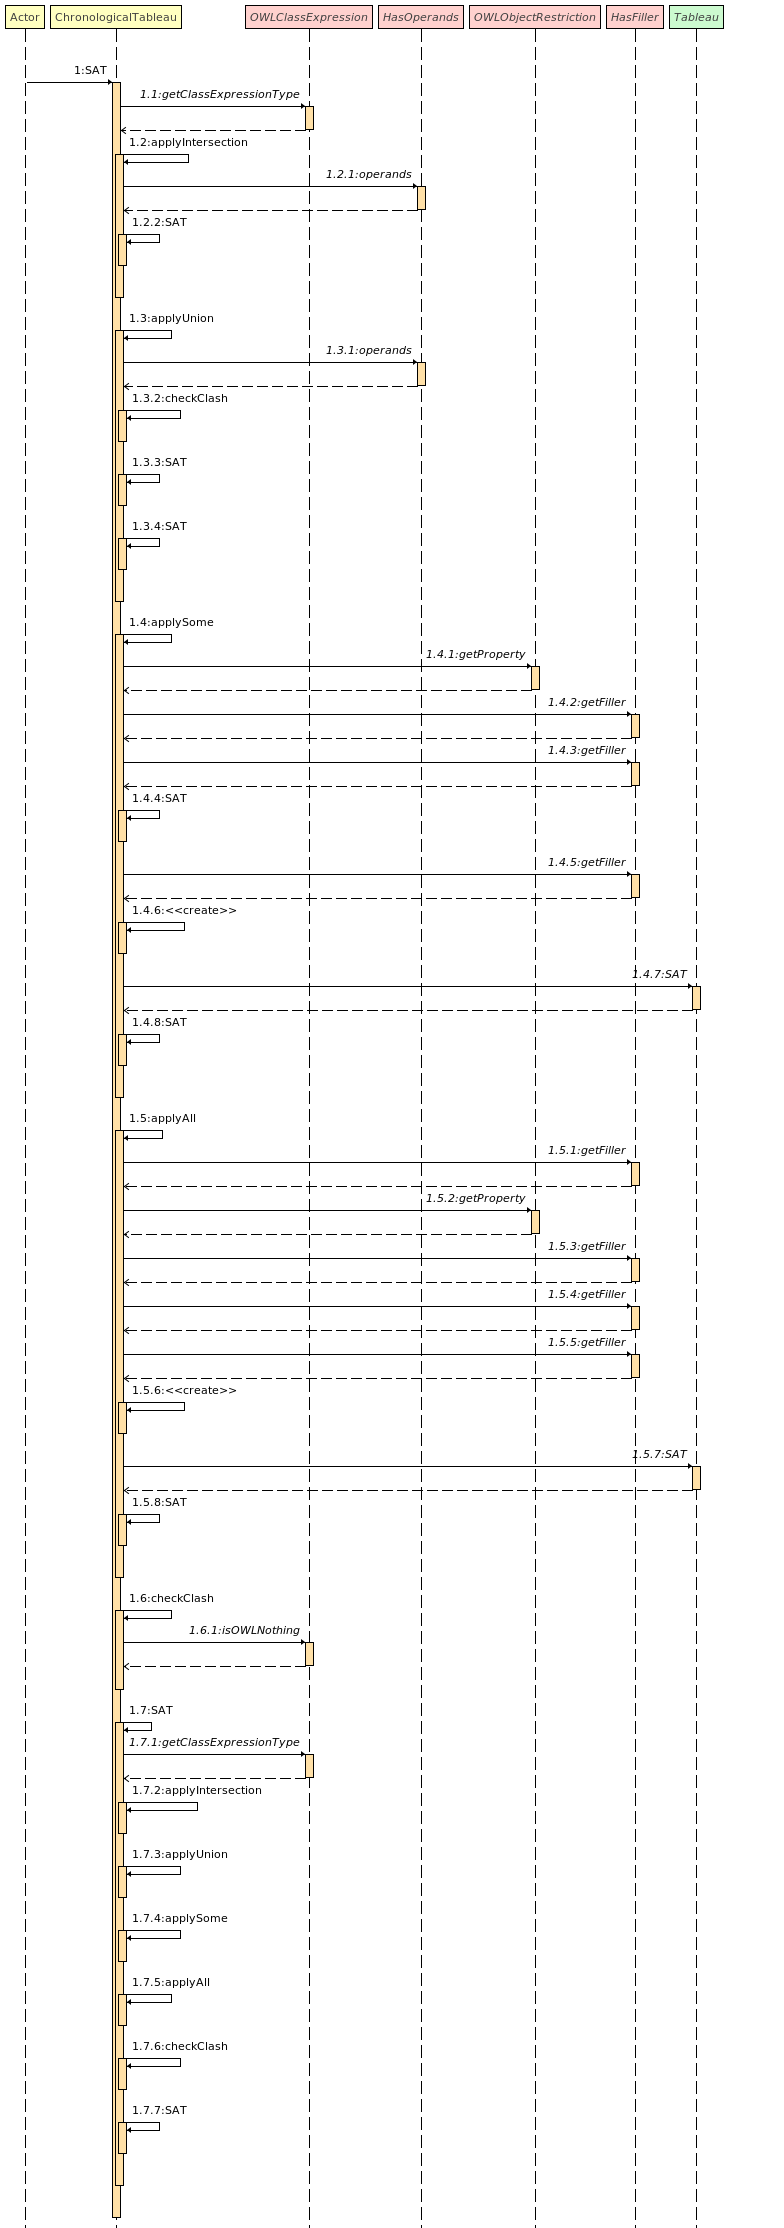 Actor
ChronologicalTableau
OWLClassExpression
HasOperands
OWLObjectRestriction
HasFiller
Tableau
1:SAT
1.1:getClassExpressionType
1.2:applyIntersection
1.2.1:operands
1.2.2:SAT
1.3:applyUnion
1.3.1:operands
1.3.2:checkClash
1.3.3:SAT
1.3.4:SAT
1.4:applySome
1.4.1:getProperty
1.4.2:getFiller
1.4.3:getFiller
1.4.4:SAT
1.4.5:getFiller
1.4.6:<<create>>
1.4.7:SAT
1.4.8:SAT
1.5:applyAll
1.5.1:getFiller
1.5.2:getProperty
1.5.3:getFiller
1.5.4:getFiller
1.5.5:getFiller
1.5.6:<<create>>
1.5.7:SAT
1.5.8:SAT
1.6:checkClash
1.6.1:isOWLNothing
1.7:SAT
1.7.1:getClassExpressionType
1.7.2:applyIntersection
1.7.3:applyUnion
1.7.4:applySome
1.7.5:applyAll
1.7.6:checkClash
1.7.7:SAT